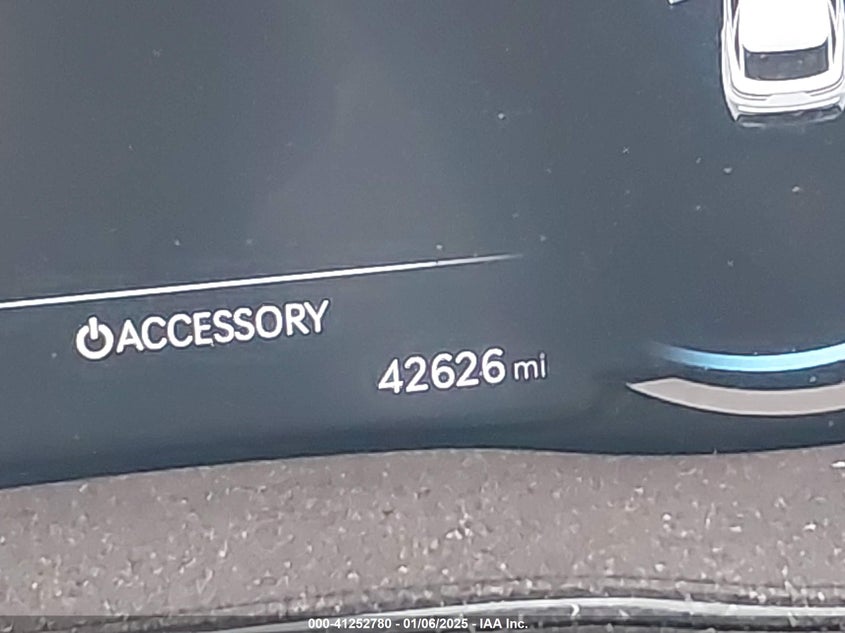 ACCESSORY
42626 mi
000-41252780 - 01/06/2025 - IAA Inc.